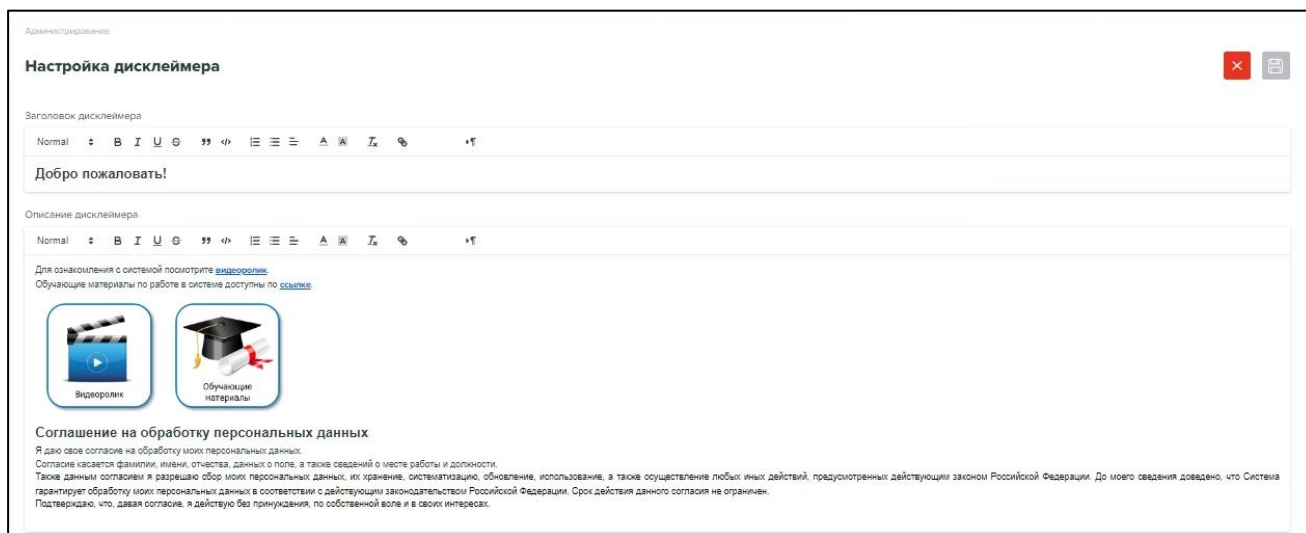 Администрирование
Настройка дисклеймера
Заголовок дисклеймера
Normal B I U S
Добро пожаловать!
Описание дисклеймера
Normal B I U S
Для ознакомления с системой посмотрите видеоролик.
Обучающие материалы по работе в системе доступны по ссылке.
Видеоролик
Обучающие
материалы
Соглашение на обработку персональных данных
Я даю свое согласие на обработку моих персональных данных.
Согласие касается фамилии, имени, отчества, данных о поле, а также сведений о месте работы и должности.
Также данным согласием я разрешаю сбор моих персональных данных, их хранение, систематизацию, обновление, использование, а также осуществление любых иных действий, предусмотренных действующим законом Российской Федерации. До моего сведения доведено, что Система
гарантирует обработку моих персональных данных в соответствии с действующим законодательством Российской Федерации. Срок действия данного согласия не ограничен.
Подтверждаю, что, давая согласие, я действую без принуждения, по собственной воле и в своих интересах.